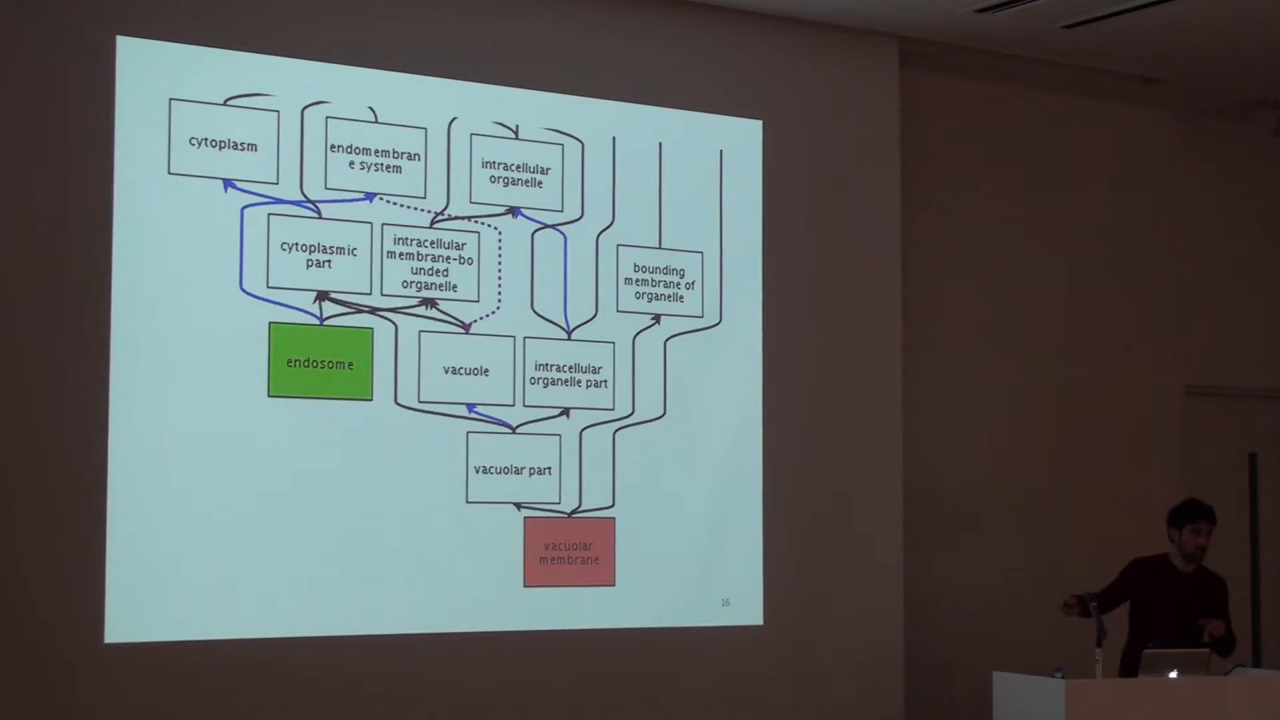 cytoplasm
endomembran
e system
intracellular
organelle
cytoplasmic
part
intracellular
membrane-bo
unded
organelle
bounding
membrane of
organelle
endosome
vacuole
intracellular
organelle part
vacuolar part
vacuolar
membrane
16